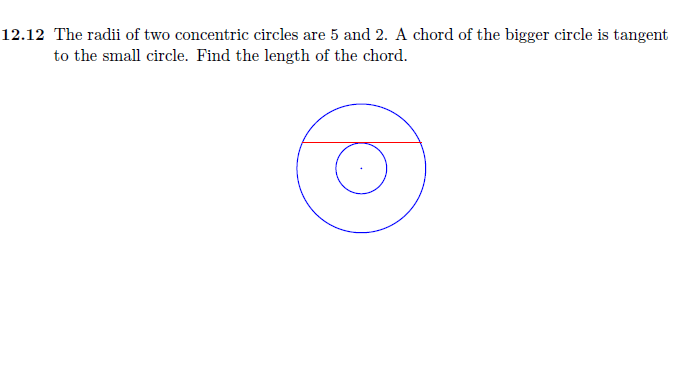 12.12 The radii of two concentric circles are 5 and 2. A chord of the bigger circle is tangent
to the small circle. Find the length of the chord.